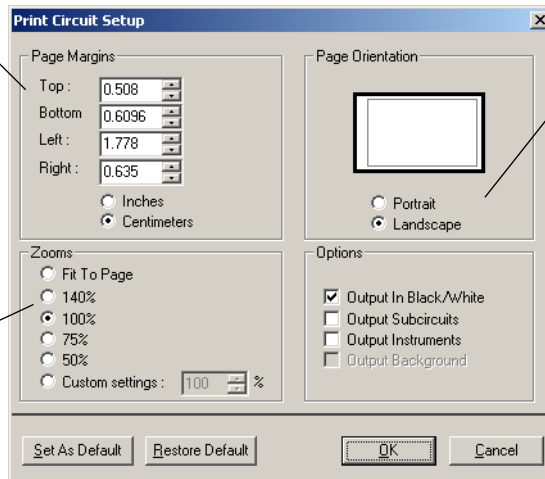 Print Circuit Setup
Page Margins
Top :
0.508
Bottom
0.6096
Left :
1.778
Right :
0.635
Inches
Centimeters
Page Orientation
Portrait
Landscape
Zooms
Fit To Page
140%
100%
75%
50%
Custom settings :
100
%
Options
Output In Black/White
Output Subcircuits
Output Instruments
Output Background
Set As Default
Restore Default
OK
Cancel